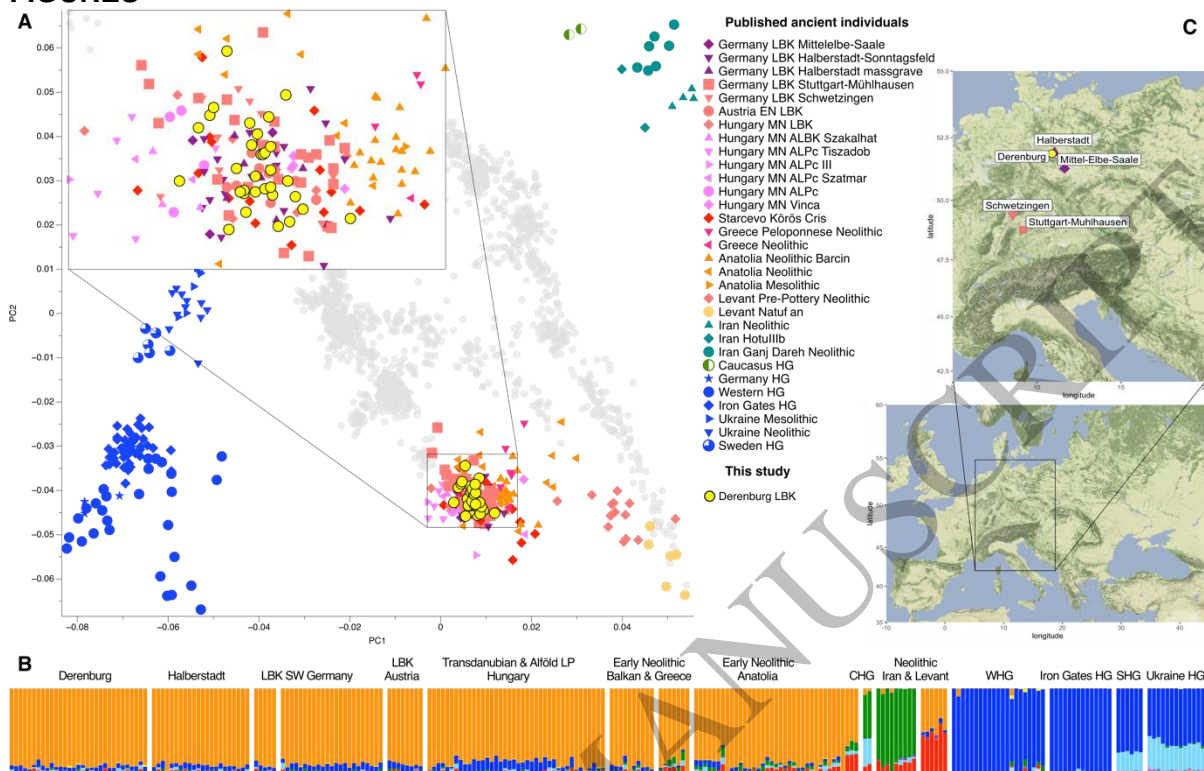 FIGURES
A
0.06
0.05
0.04
0.03
0.02
0.01
0
−0.01
−0.02
−0.03
−0.04
−0.05
−0.06
PC2
−0.08
−0.06
−0.04
−0.02
0
0.02
0.04
PC1
Published ancient individuals
Germany LBK Mittelelbe-Saale
Germany LBK Halberstadt-Sonntagsfeld
Germany LBK Halberstadt massgrave
Germany LBK Stuttgart-Mühlhausen
Germany LBK Schwetzingen
Austria EN LBK
Hungary MN LBK
Hungary MN ALBK Szakalhat
Hungary MN ALPc Tiszadob
Hungary MN ALPc III
Hungary MN ALPc Szatmar
Hungary MN ALPc
Hungary MN Vinca
Starcevo Körös Cris
Greece Peloponnese Neolithic
Greece Neolithic
Anatolia Neolithic Barcin
Anatolia Neolithic
Anatolia Mesolithic
Levant Pre-Pottery Neolithic
Levant Natuf an
Iran Neolithic
Iran HotuIIIb
Iran Ganj Dareh Neolithic
Caucasus HG
Germany HG
Western HG
Iron Gates HG
Ukraine Mesolithic
Ukraine Neolithic
Sweden HG
This study
Derenburg LBK
C
55.0
52.5
50.0
47.5
45.0
42.5
latitude
Halberstadt
Derenburg
Mittel-Elbe-Saale
Schwetzingen
Stuttgart-Muhlhausen
10
15
longitude
60
55
50
45
40
35
latitude
-10
0
10
20
30
40
longitude
MANUSCRIPT
B
Derenburg
Halberstadt
LBK SW Germany
LBK
Austria
Transdanubian & Alföld LP
Hungary
Early Neolithic
Balkan & Greece
Early Neolithic
Anatolia
CHG
Neolithic
Iran & Levant
WHG
Iron Gates HG
SHG
Ukraine HG